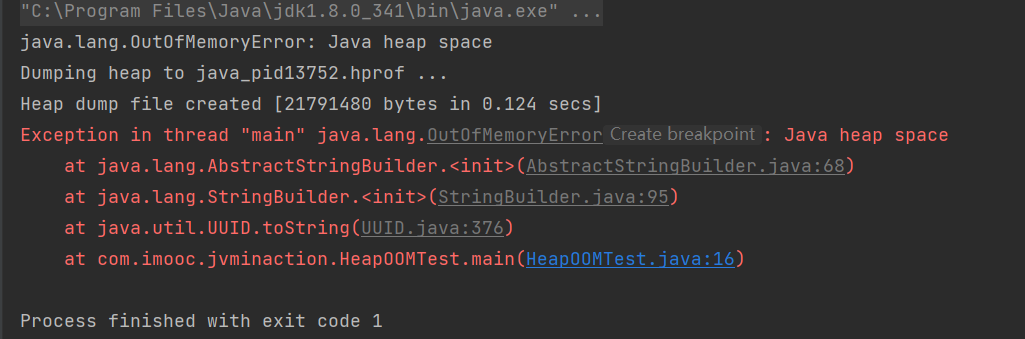 "C:\Program Files\Java\jdk1.8.0_341\bin\java.exe" ...
java.lang.OutOfMemoryError: Java heap space
Dumping heap to java_pid13752.hprof ...
Heap dump file created [21791480 bytes in 0.124 secs]
Exception in thread "main" java.lang.OutOfMemoryError Create breakpoint : Java heap space
    at java.lang.AbstractStringBuilder.<init>(AbstractStringBuilder.java:68)
    at java.lang.StringBuilder.<init>(StringBuilder.java:95)
    at java.util.UUID.toString(UUID.java:376)
    at com.imooc.jvminaction.HeapOOMTest.main(HeapOOMTest.java:16)
Process finished with exit code 1